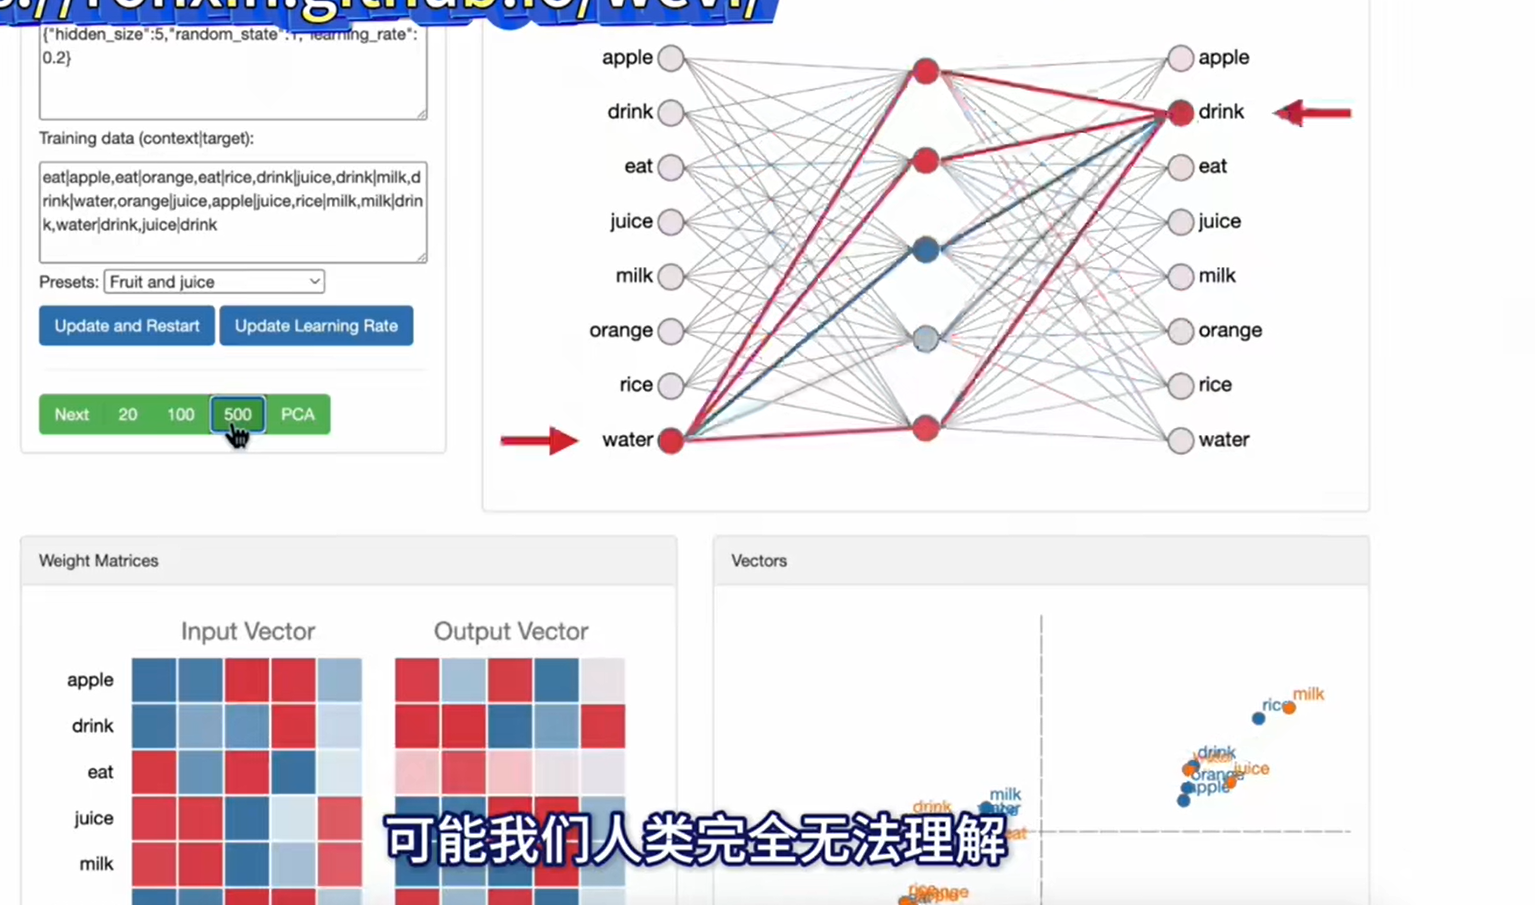 s://ronxin.github.io/wevi/
{"hidden_size":5,"random_state":1,"learning_rate":
0.2}
Training data (context|target):
eat|apple,eat|orange,eat|rice,drink|juice,drink|milk,d
rink|water,orange|juice,apple|juice,rice|milk,milk|drin
k,water|drink,juice|drink
Presets: Fruit and juice
Update and Restart Update Learning Rate
Next 20 100 500 PCA
apple apple
drink drink
eat eat
juice juice
milk milk
orange orange
rice rice
water water
Weight Matrices
Input Vector Output Vector
apple
drink
eat
juice
milk
Vectors
milk
rice
drink
water
juice
orange
apple
milk
drink
water
eat
rice
orange
apple
eat
可能我们人类完全无法理解